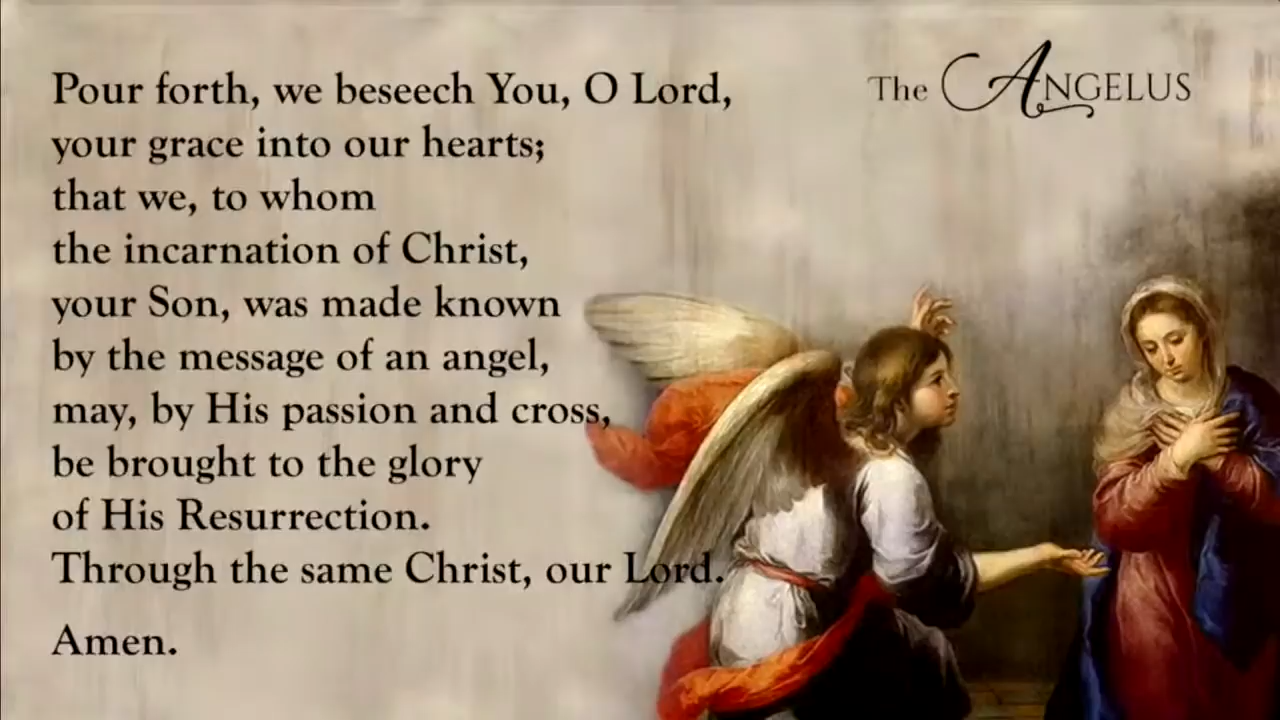 The ANGELUS
Pour forth, we beseech You, O Lord,
your grace into our hearts;
that we, to whom
the incarnation of Christ,
your Son, was made known
by the message of an angel,
may, by His passion and cross,
be brought to the glory
of His Resurrection.
Through the same Christ, our Lord.
Amen.